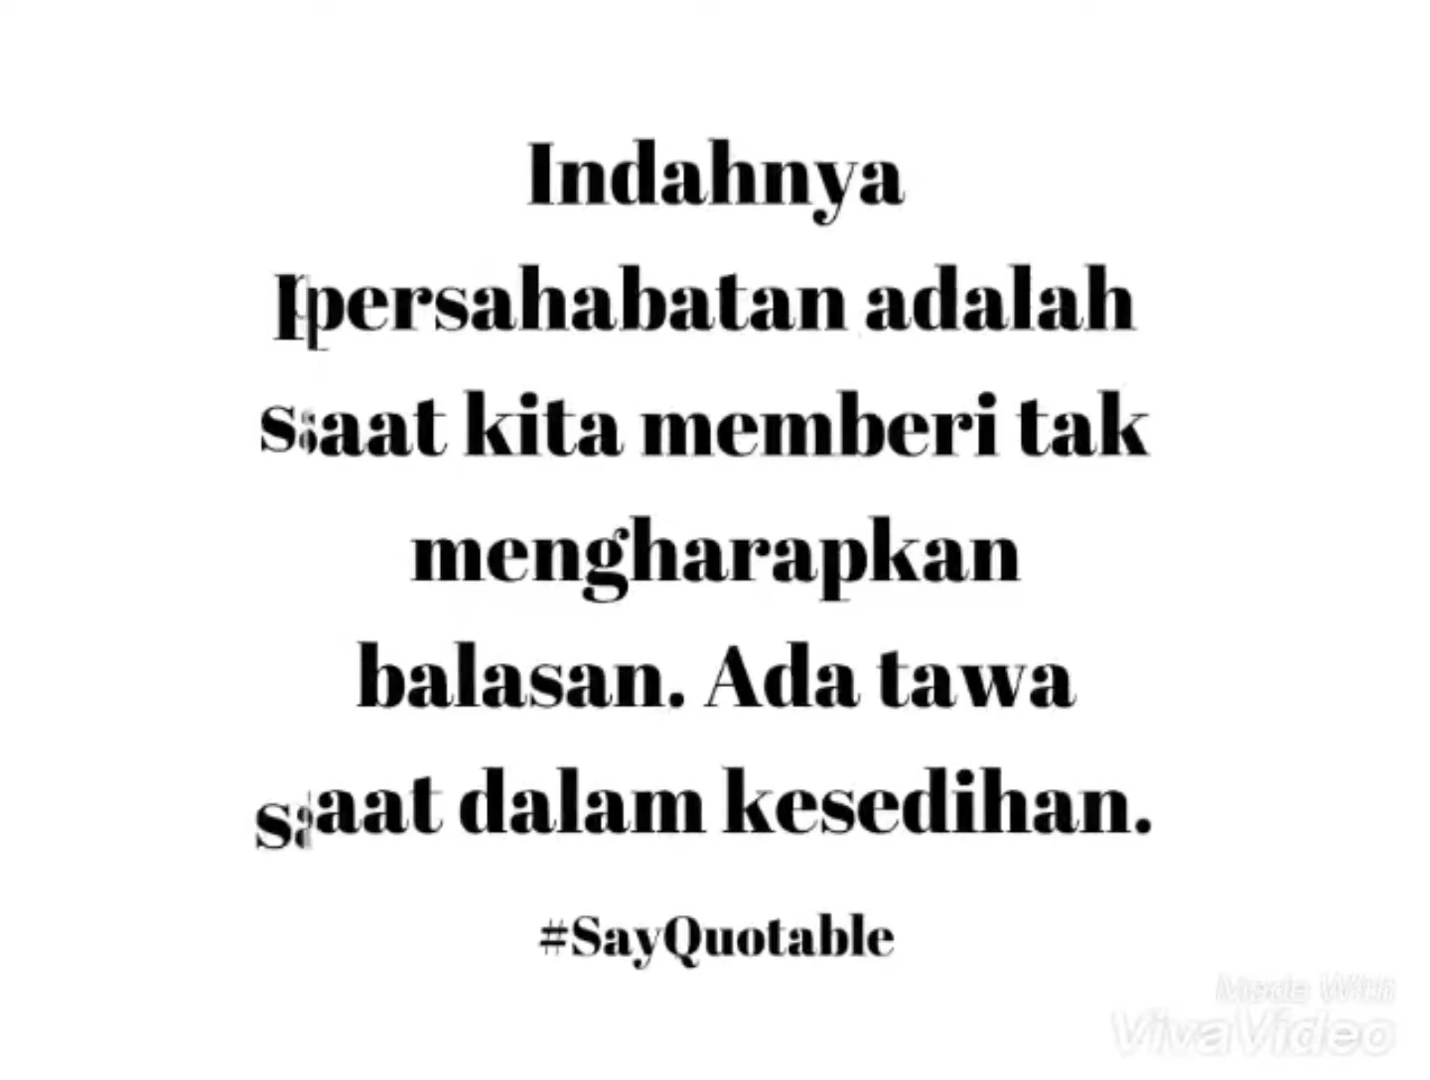 Indahnya
persahabatan adalah
saat kita memberi tak
mengharapkan
balasan. Ada tawa
saat dalam kesedihan.
#SayQuotable
Made With
VivaVideo